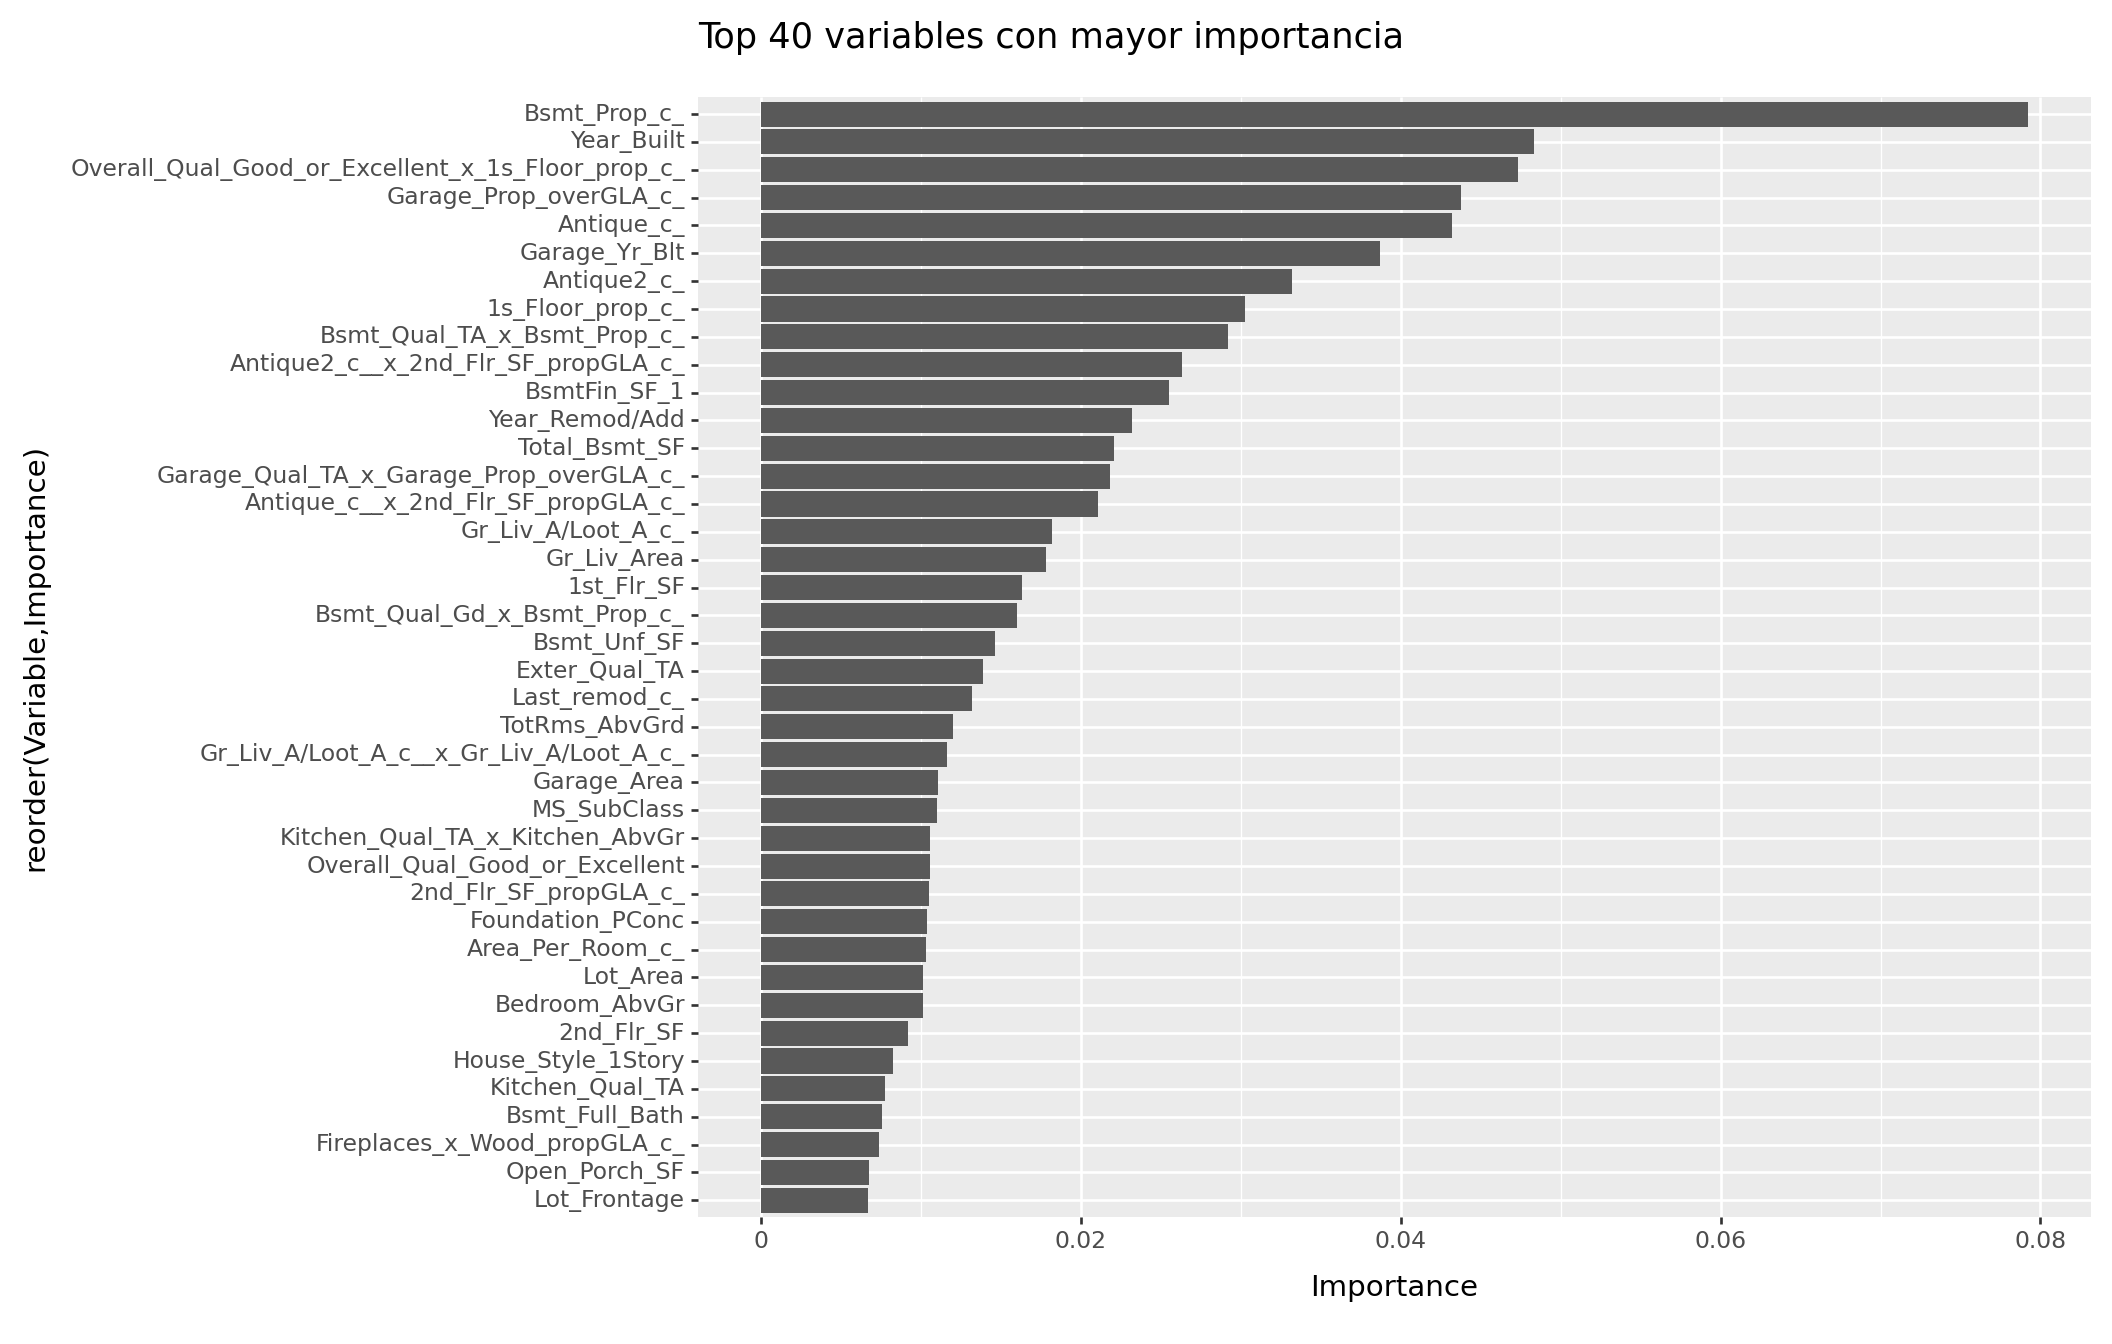 Top 40 variables con mayor importancia
Bsmt_Prop_c_
Year_Built
Overall_Qual_Good_or_Excellent_x_1s_Floor_prop_c_
Garage_Prop_overGLA_c_
Antique_c_
Garage_Yr_Blt
Antique2_c_
1s_Floor_prop_c_
Bsmt_Qual_TA_x_Bsmt_Prop_c_
Antique2_c__x_2nd_Flr_SF_propGLA_c_
BsmtFin_SF_1
Year_Remod/Add
Total_Bsmt_SF
Garage_Qual_TA_x_Garage_Prop_overGLA_c_
Antique_c__x_2nd_Flr_SF_propGLA_c_
Gr_Liv_A/Loot_A_c_
Gr_Liv_Area
1st_Flr_SF
Bsmt_Qual_Gd_x_Bsmt_Prop_c_
Bsmt_Unf_SF
Exter_Qual_TA
Last_remod_c_
TotRms_AbvGrd
Gr_Liv_A/Loot_A_c__x_Gr_Liv_A/Loot_A_c_
Garage_Area
MS_SubClass
Kitchen_Qual_TA_x_Kitchen_AbvGr
Overall_Qual_Good_or_Excellent
2nd_Flr_SF_propGLA_c_
Foundation_PConc
Area_Per_Room_c_
Lot_Area
Bedroom_AbvGr
2nd_Flr_SF
House_Style_1Story
Kitchen_Qual_TA
Bsmt_Full_Bath
Fireplaces_x_Wood_propGLA_c_
Open_Porch_SF
Lot_Frontage
reorder(Variable,Importance)
0 0.02 0.04 0.06 0.08
Importance